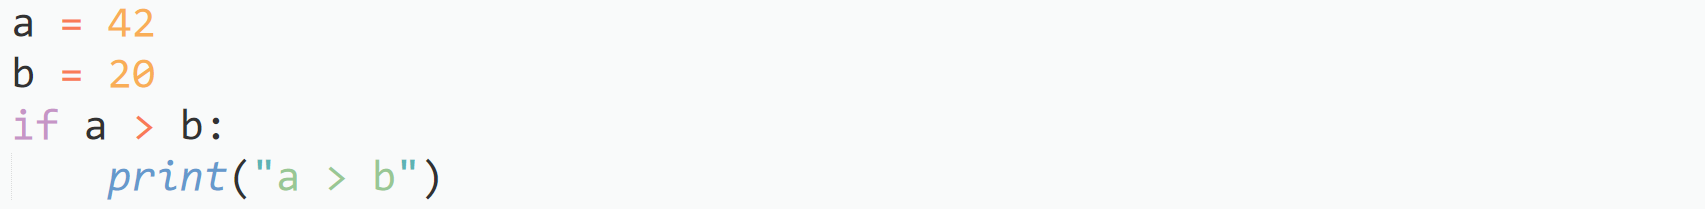 a = 42
b = 20
if a > b:
    print("a > b")